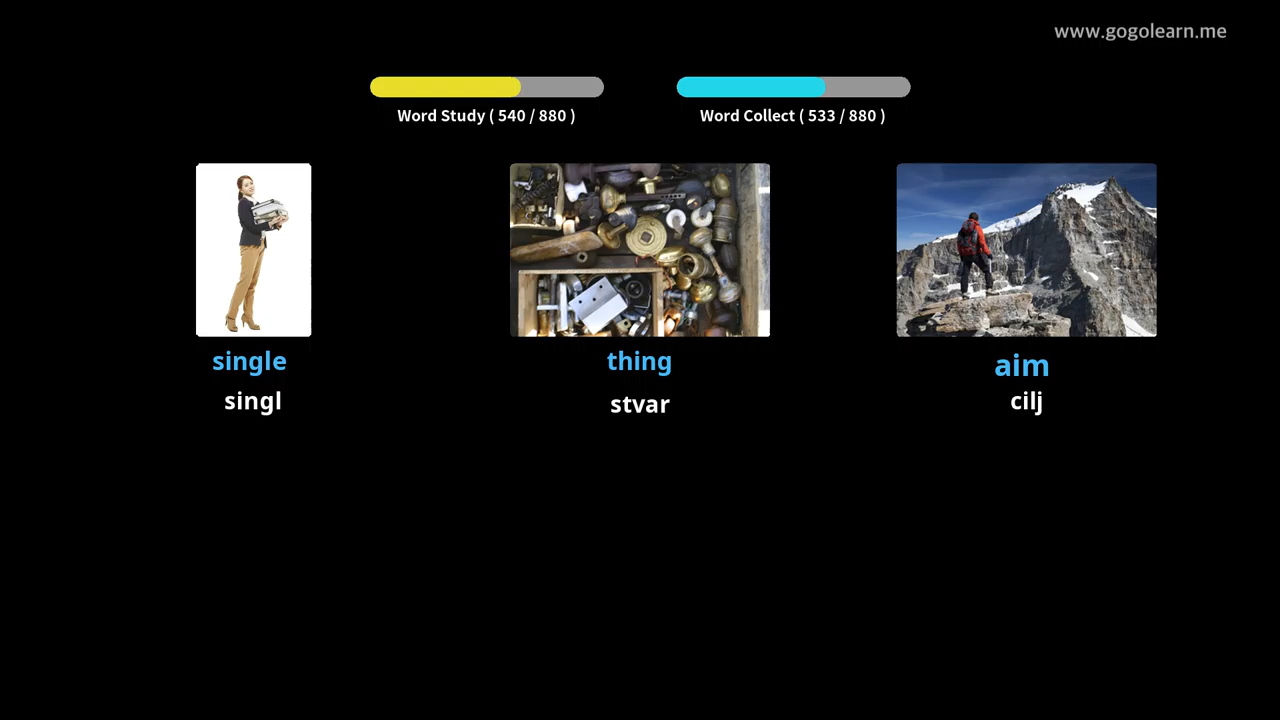 www.gogolearn.me
Word Study ( 540 / 880 )
Word Collect ( 533 / 880 )
single
thing
aim
singl
stvar
cilj